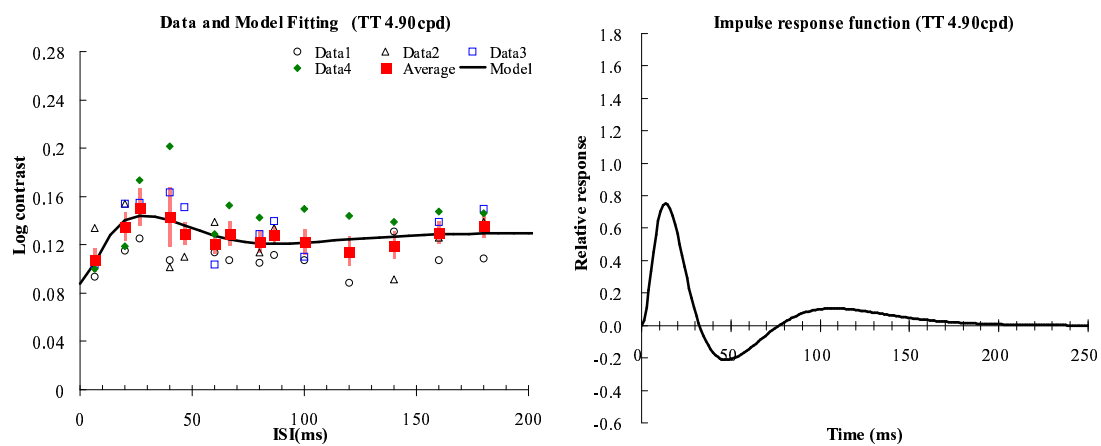 Data and Model Fitting (TT 4.90cpd)
Data1 Data2 Data3
Data4 Average Model
0.28
0.24
0.2
0.16
0.12
0.08
0.04
0
Log contrast
0 50 100 150 200
ISI(ms)
Impulse response function (TT 4.90cpd)
1.8
1.6
1.4
1.2
1.0
0.8
0.6
0.4
0.2
0.0
-0.2
-0.4
-0.6
Relative response
0 50 100 150 200 250
Time (ms)